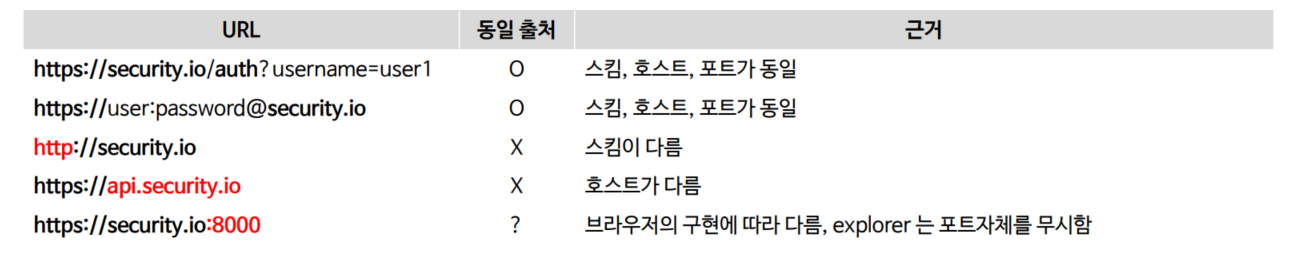 URL 동일 출처 근거
https://security.io/auth?username=user1 O 스킴, 호스트, 포트가 동일
https://user:password@security.io O 스킴, 호스트, 포트가 동일
http://security.io X 스킴이 다름
https://api.security.io X 호스트가 다름
https://security.io:8000 ? 브라우저의 구현에 따라 다름, explorer 는 포트자체를 무시함